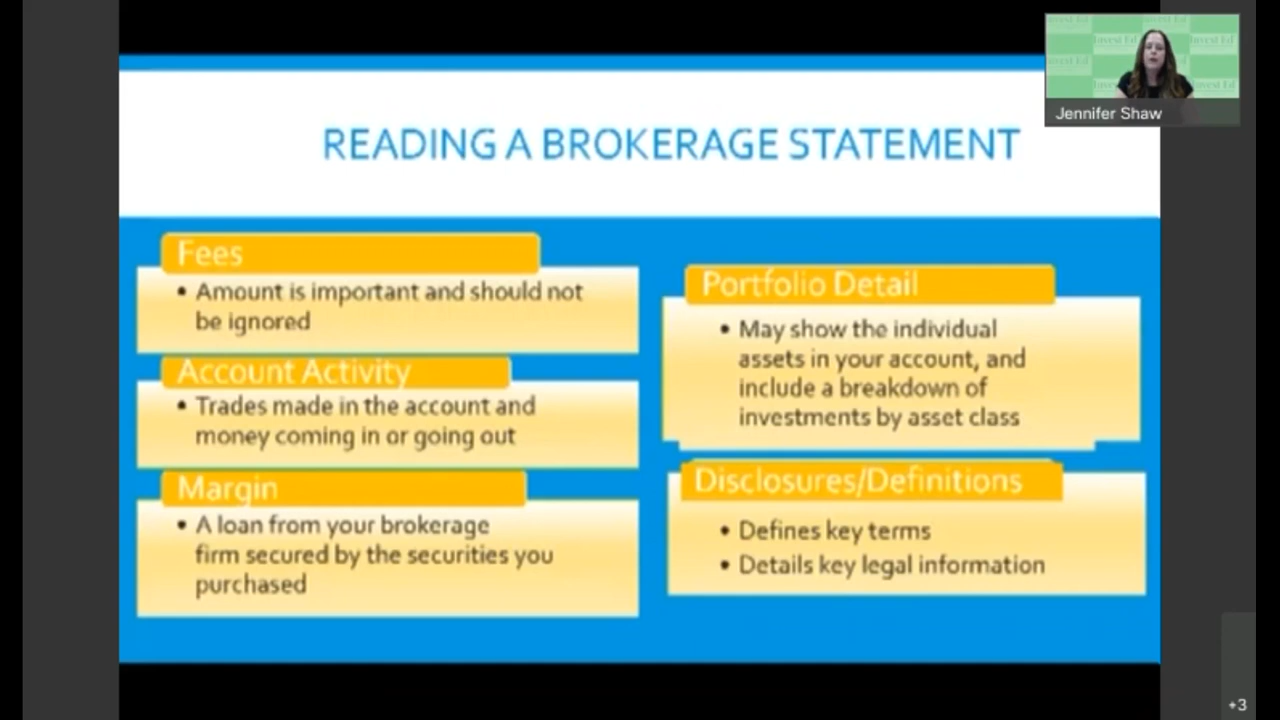 READING A BROKERAGE STATEMENT
Fees
• Amount is important and should not
be ignored
Account Activity
• Trades made in the account and
money coming in or going out
Margin
• A loan from your brokerage
firm secured by the securities you
purchased
Portfolio Detail
• May show the individual
assets in your account, and
include a breakdown of
investments by asset class
Disclosures/Definitions
• Defines key terms
• Details key legal information
Invest Ed
Jennifer Shaw
+3